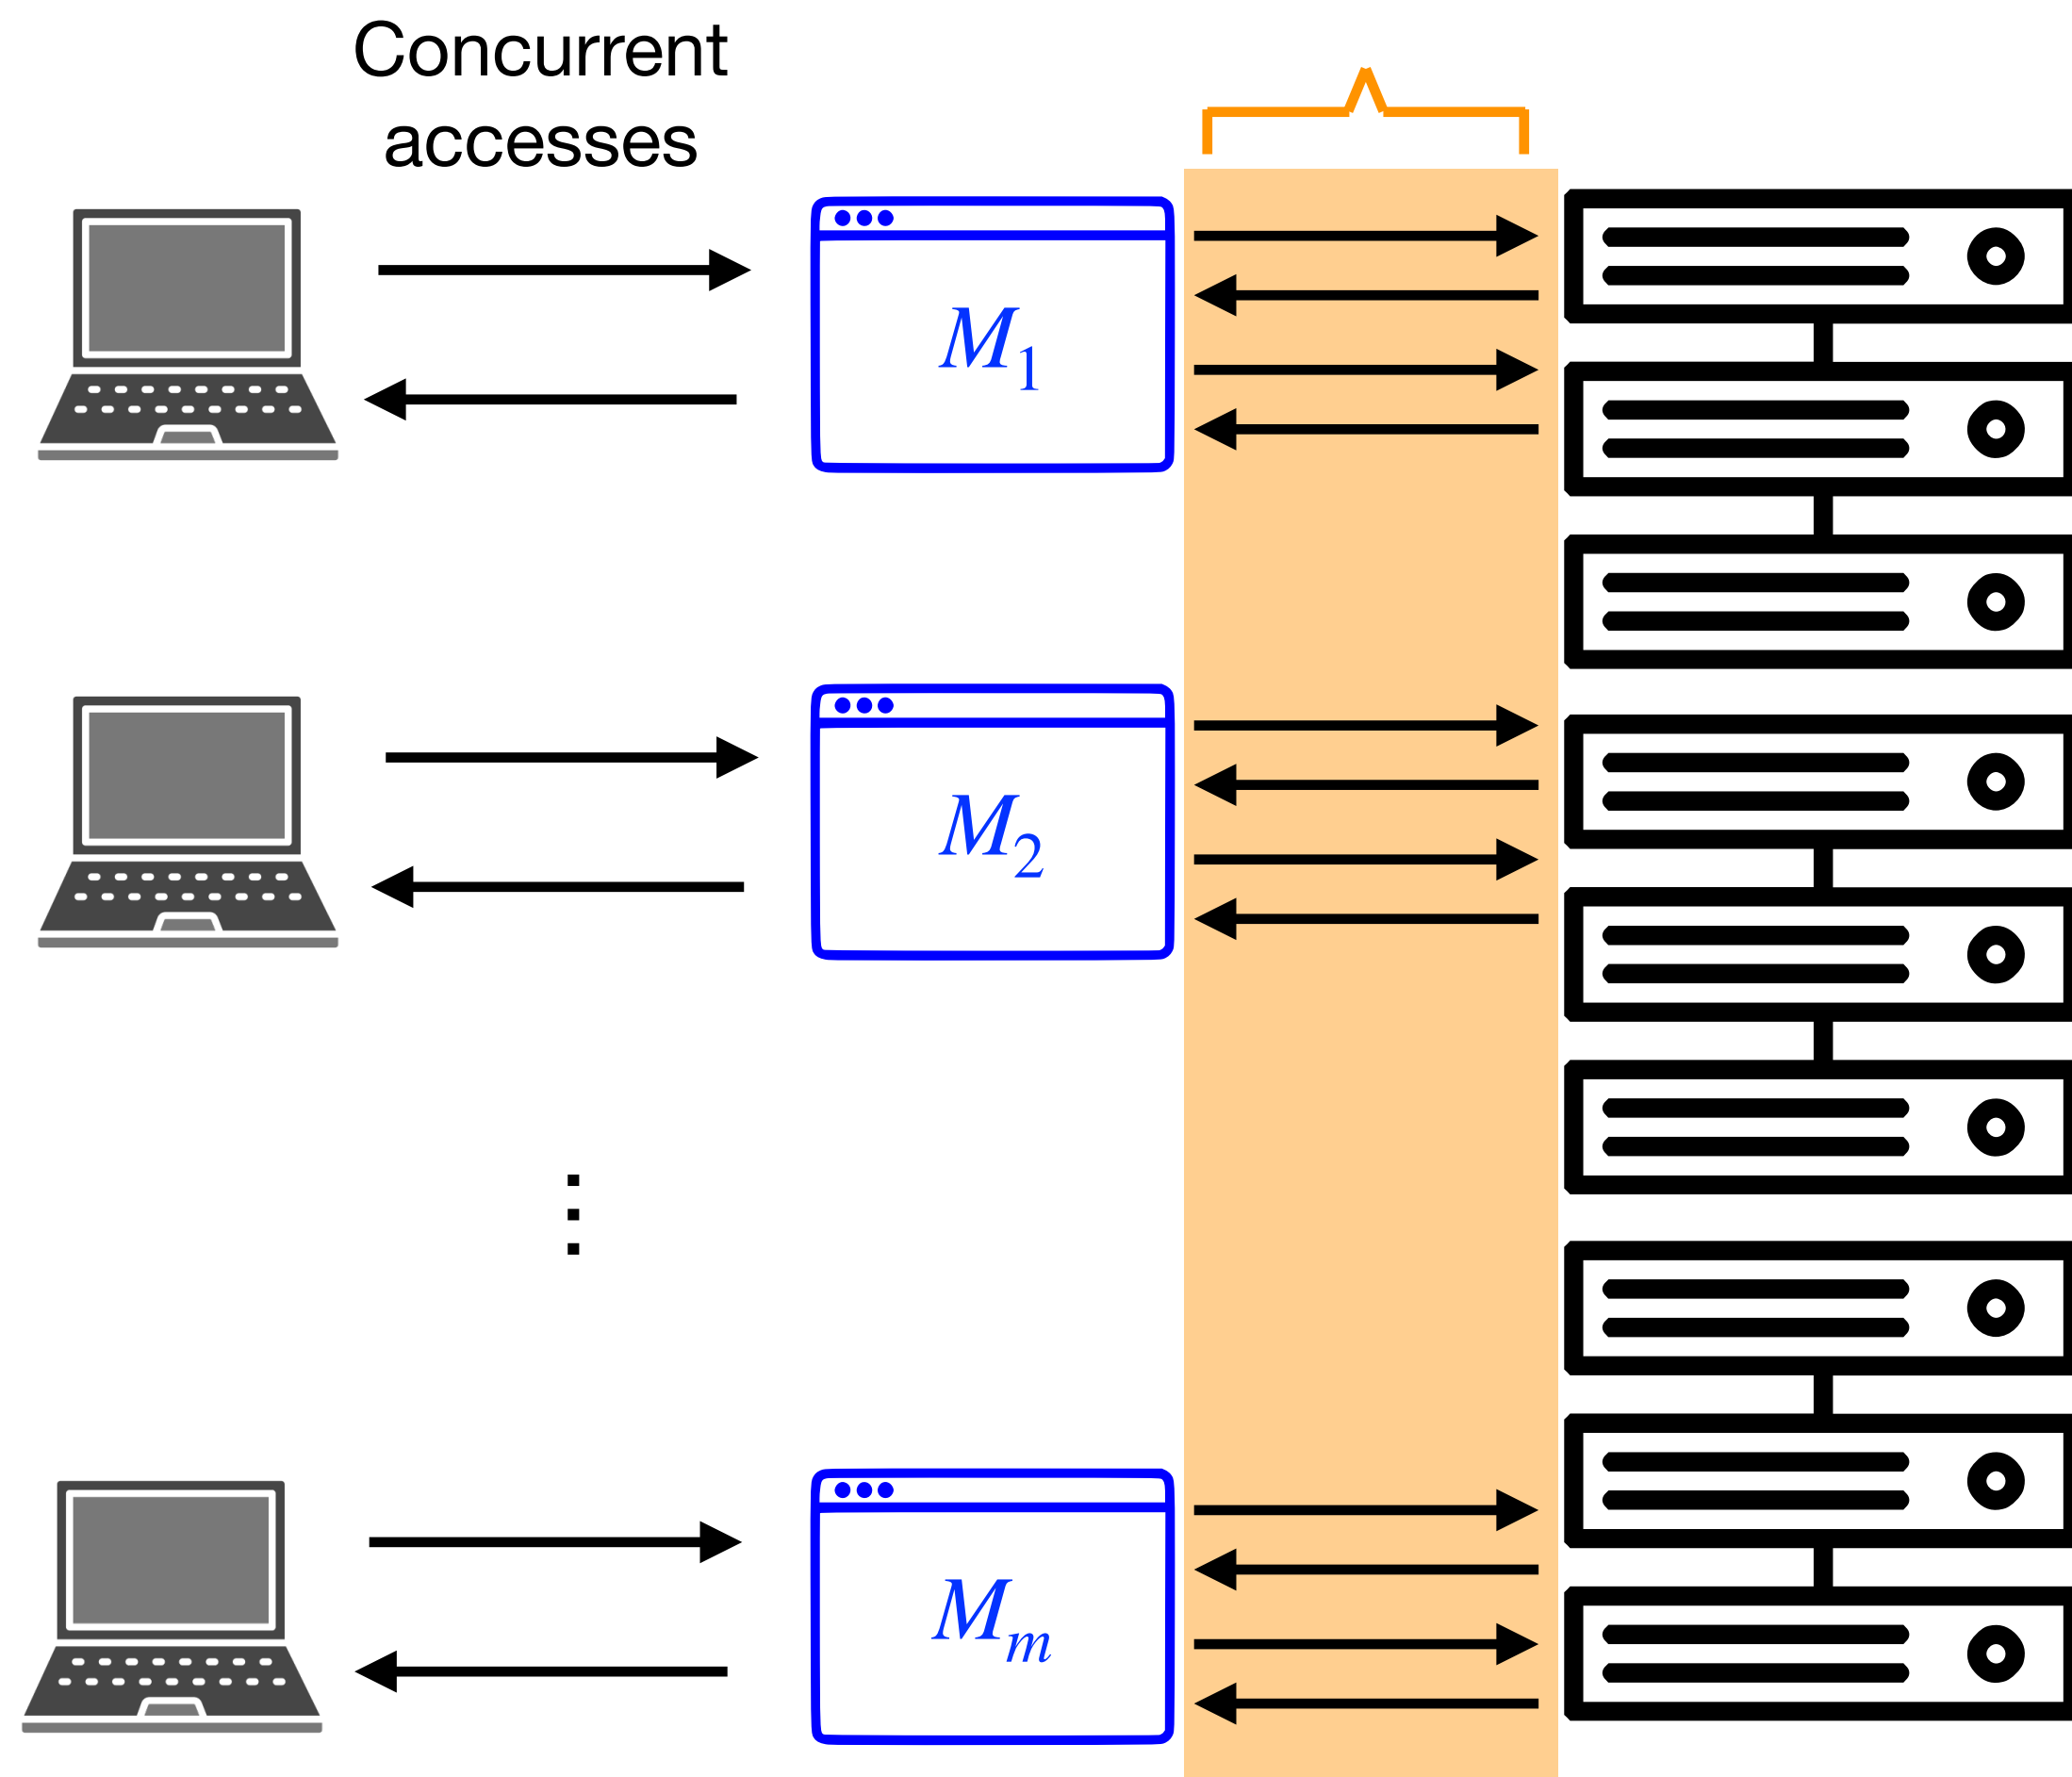 Concurrent
accesses
M₁
M₂
⋮
Mₘ